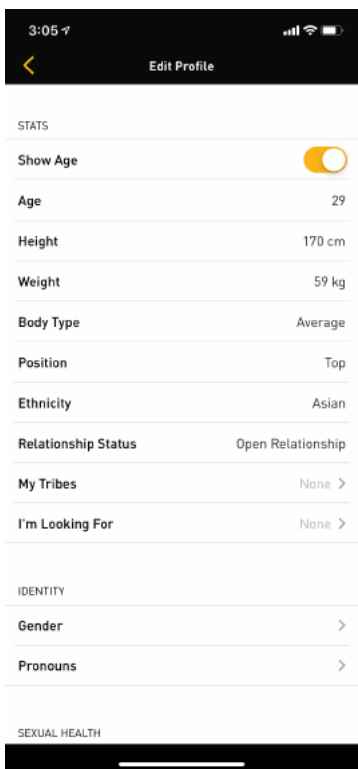 3:05
Edit Profile
STATS
Show Age
Age 29
Height 170 cm
Weight 59 kg
Body Type Average
Position Top
Ethnicity Asian
Relationship Status Open Relationship
My Tribes None
I'm Looking For None
IDENTITY
Gender
Pronouns
SEXUAL HEALTH